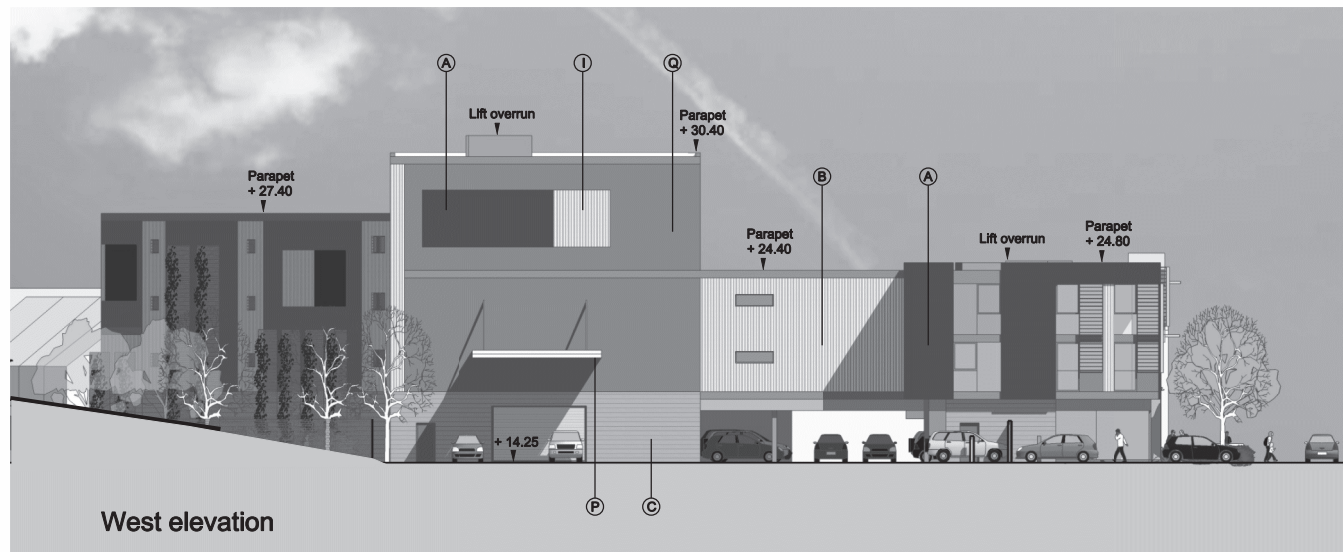 A
I
Q
Lift overrun
Parapet
+ 30.40
Parapet
+ 27.40
B
A
Parapet
+ 24.40
Lift overrun
Parapet
+ 24.80
+ 14.25
P
C
West elevation